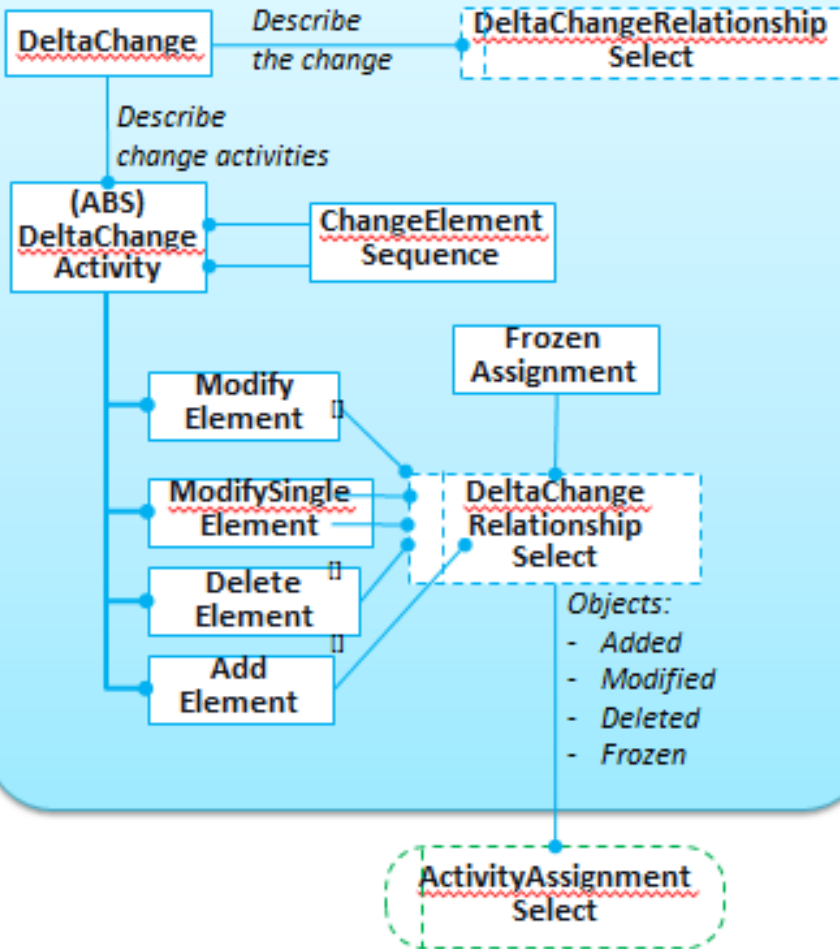 DeltaChange
Describe
the change
DeltaChangeRelationship
Select
Describe
change activities
(ABS)
DeltaChange
Activity
ChangeElement
Sequence
Frozen
Assignment
Modify
Element
[]
ModifySingle
Element
DeltaChange
Relationship
Select
[]
Delete
Element
[]
Add
Element
Objects:
- Added
- Modified
- Deleted
- Frozen
ActivityAssignment
Select